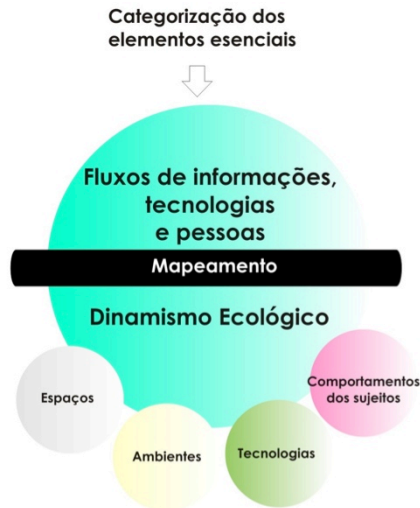 Categorização dos
elementos esenciais
Fluxos de informações,
tecnologias
e pessoas
Mapeamento
Dinamismo Ecológico
Espaços
Ambientes
Tecnologias
Comportamentos
dos sujeitos